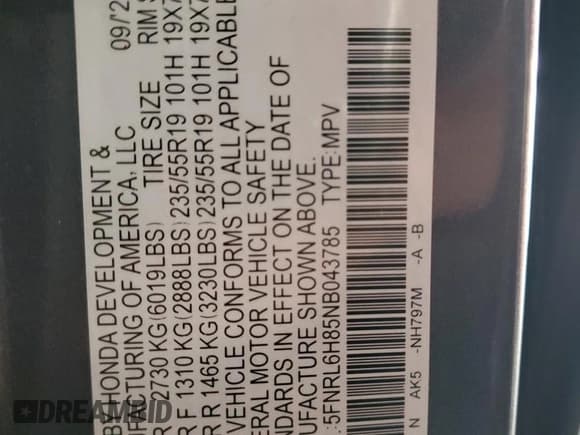 BY HONDA DEVELOPMENT & 09/2
OF AMERICA, LLC
2730 KG(6019LBS) TIRE SIZE RIM S
R F 1310 KG(2888LBS) 235/55R19 101H 19X7
R R 1465 KG(3230LBS) 235/55R19 101H 19X7
VEHICLE CONFORMS TO ALL APPLICABLE
ERAL MOTOR VEHICLE SAFETY
NDARDS IN EFFECT ON THE DATE OF
UFACTURE SHOWN ABOVE.
.:5FNRL6H85NB043785 TYPE:MPV
N AK5 -NH797M -A -B
DREAMBID